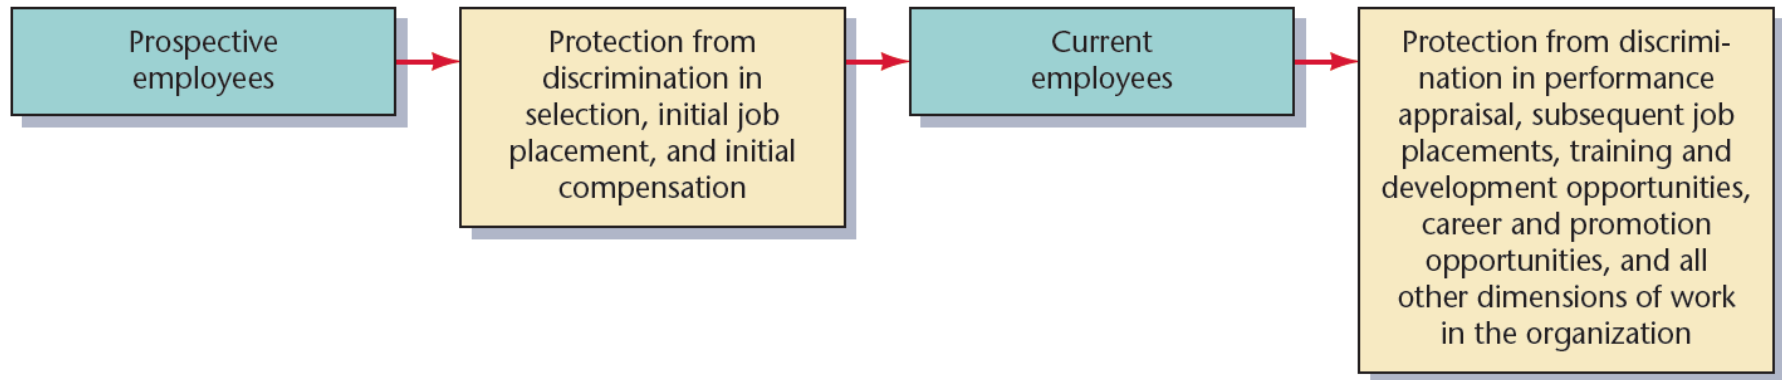 Prospective
employees
Protection from
discrimination in
selection, initial job
placement, and initial
compensation
Current
employees
Protection from discrimi-
nation in performance
appraisal, subsequent job
placements, training and
development opportunities,
career and promotion
opportunities, and all
other dimensions of work
in the organization